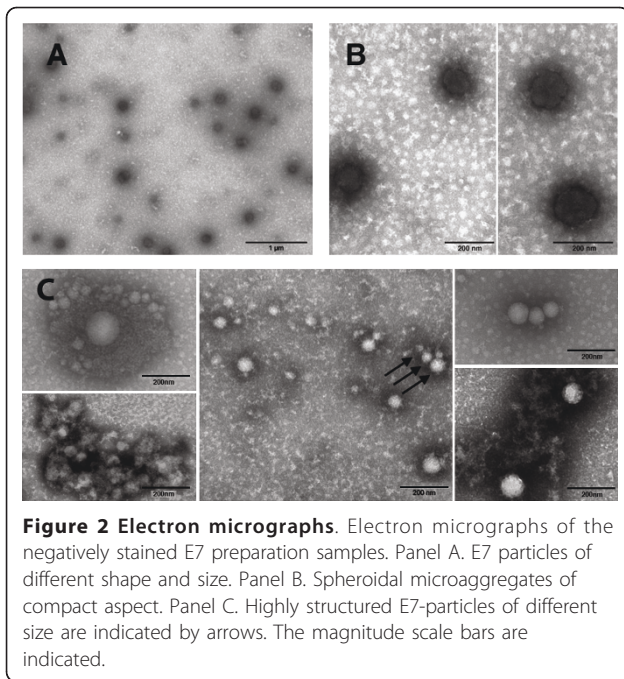 A
B
1 µm
200 nm
200 nm
C
200nm
200nm
200nm
200 nm
200nm
Figure 2 Electron micrographs. Electron micrographs of the
negatively stained E7 preparation samples. Panel A. E7 particles of
different shape and size. Panel B. Spheroidal microaggregates of
compact aspect. Panel C. Highly structured E7-particles of different
size are indicated by arrows. The magnitude scale bars are
indicated.